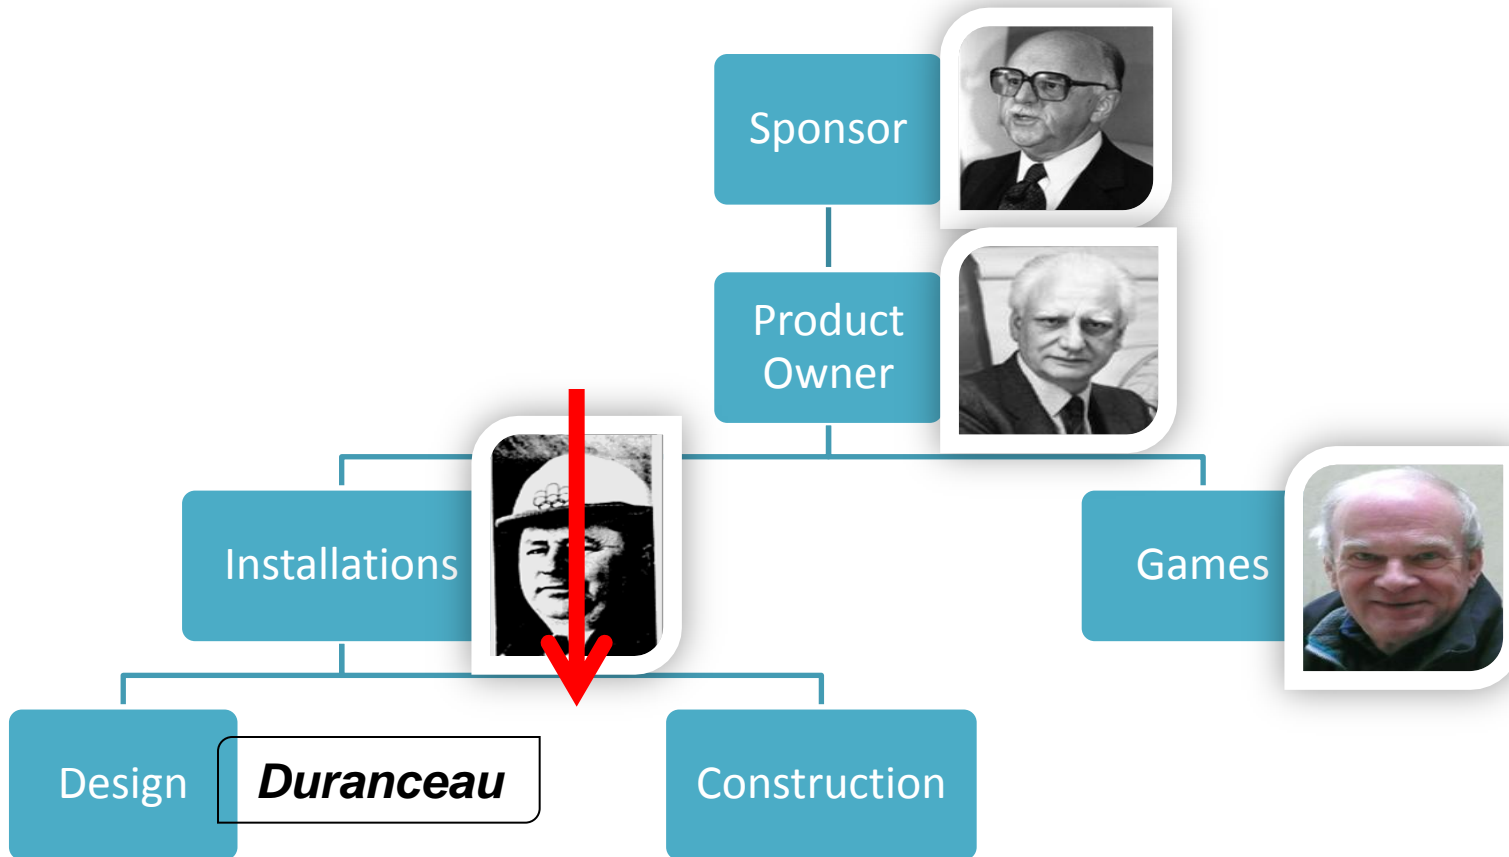 Sponsor
Product
Owner
Installations
Games
Design
Duranceau
Construction